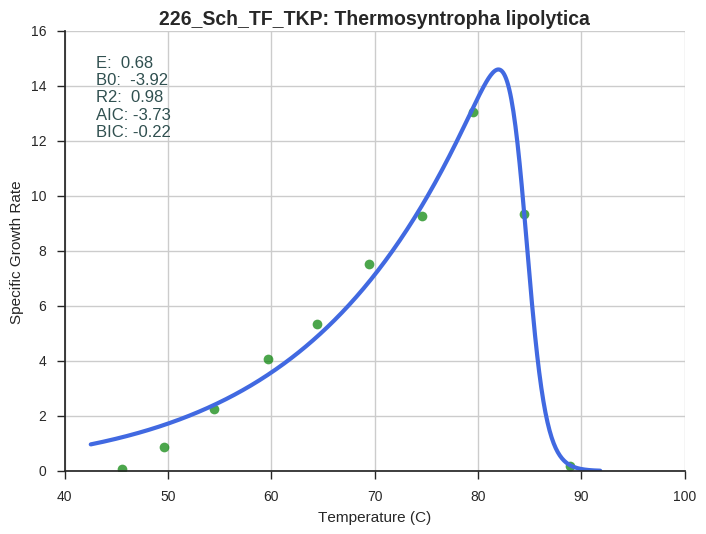 226_Sch_TF_TKP: Thermosyntropha lipolytica
E:  0.68
B0:  -3.92
R2:  0.98
AIC: -3.73
BIC: -0.22
Specific Growth Rate
16
14
12
10
8
6
4
2
0
40 50 60 70 80 90 100
Temperature (C)